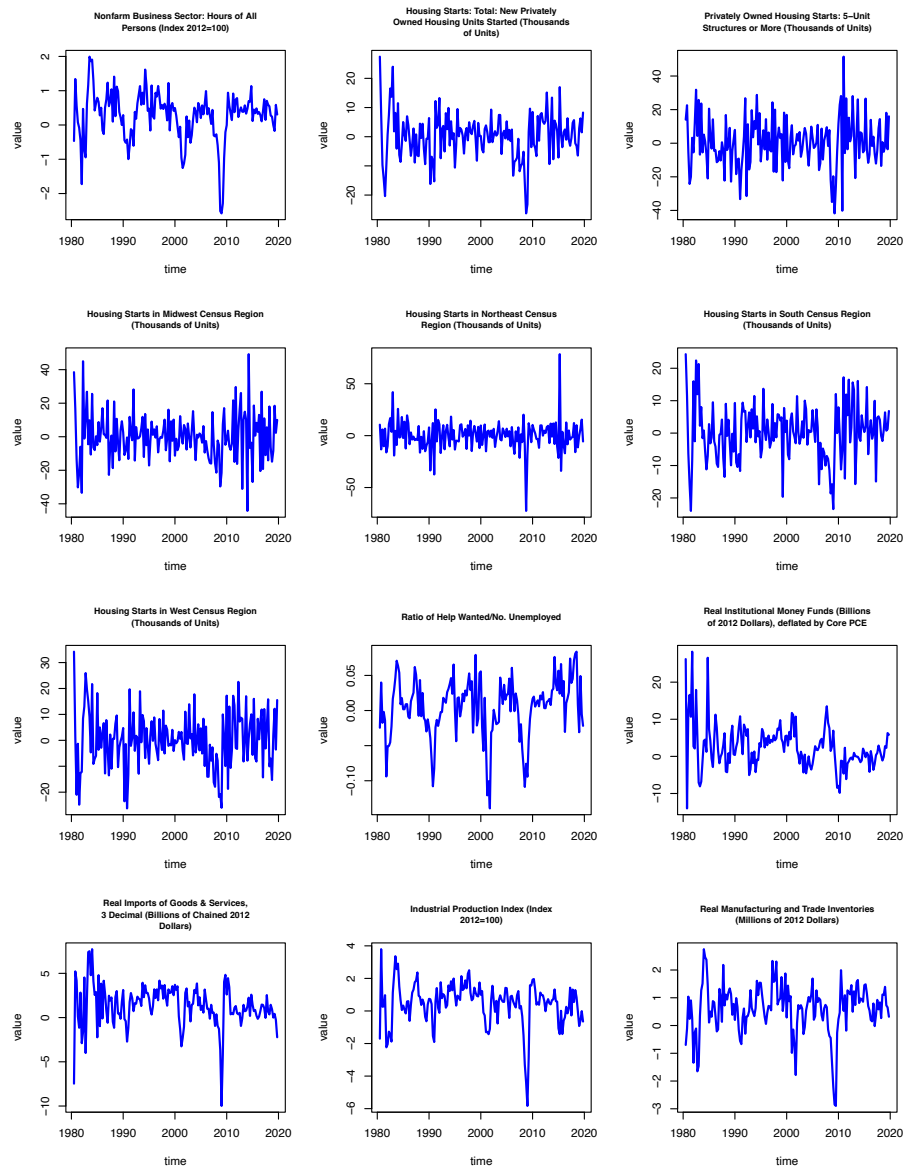 Nonfarm Business Sector: Hours of All
Persons (Index 2012=100)
value
2
1
0
−1
−2
1980 1990 2000 2010 2020
time
Housing Starts: Total: New Privately
Owned Housing Units Started (Thousands
of Units)
value
20
10
0
−20
1980 1990 2000 2010 2020
time
Privately Owned Housing Starts: 5−Unit
Structures or More (Thousands of Units)
value
40
20
0
−20
−40
1980 1990 2000 2010 2020
time
Housing Starts in Midwest Census Region
(Thousands of Units)
value
40
20
0
−20
−40
1980 1990 2000 2010 2020
time
Housing Starts in Northeast Census
Region (Thousands of Units)
value
50
0
−50
1980 1990 2000 2010 2020
time
Housing Starts in South Census Region
(Thousands of Units)
value
20
10
0
−10
−20
1980 1990 2000 2010 2020
time
Housing Starts in West Census Region
(Thousands of Units)
value
30
20
10
0
−20
1980 1990 2000 2010 2020
time
Ratio of Help Wanted/No. Unemployed
value
0.05
0.00
−0.10
1980 1990 2000 2010 2020
time
Real Institutional Money Funds (Billions
of 2012 Dollars), deflated by Core PCE
value
20
10
0
−10
1980 1990 2000 2010 2020
time
Real Imports of Goods & Services,
3 Decimal (Billions of Chained 2012
Dollars)
value
5
0
−5
−10
1980 1990 2000 2010 2020
time
Industrial Production Index (Index
2012=100)
value
4
2
0
−2
−4
−6
1980 1990 2000 2010 2020
time
Real Manufacturing and Trade Inventories
(Millions of 2012 Dollars)
value
2
1
0
−1
−2
−3
1980 1990 2000 2010 2020
time